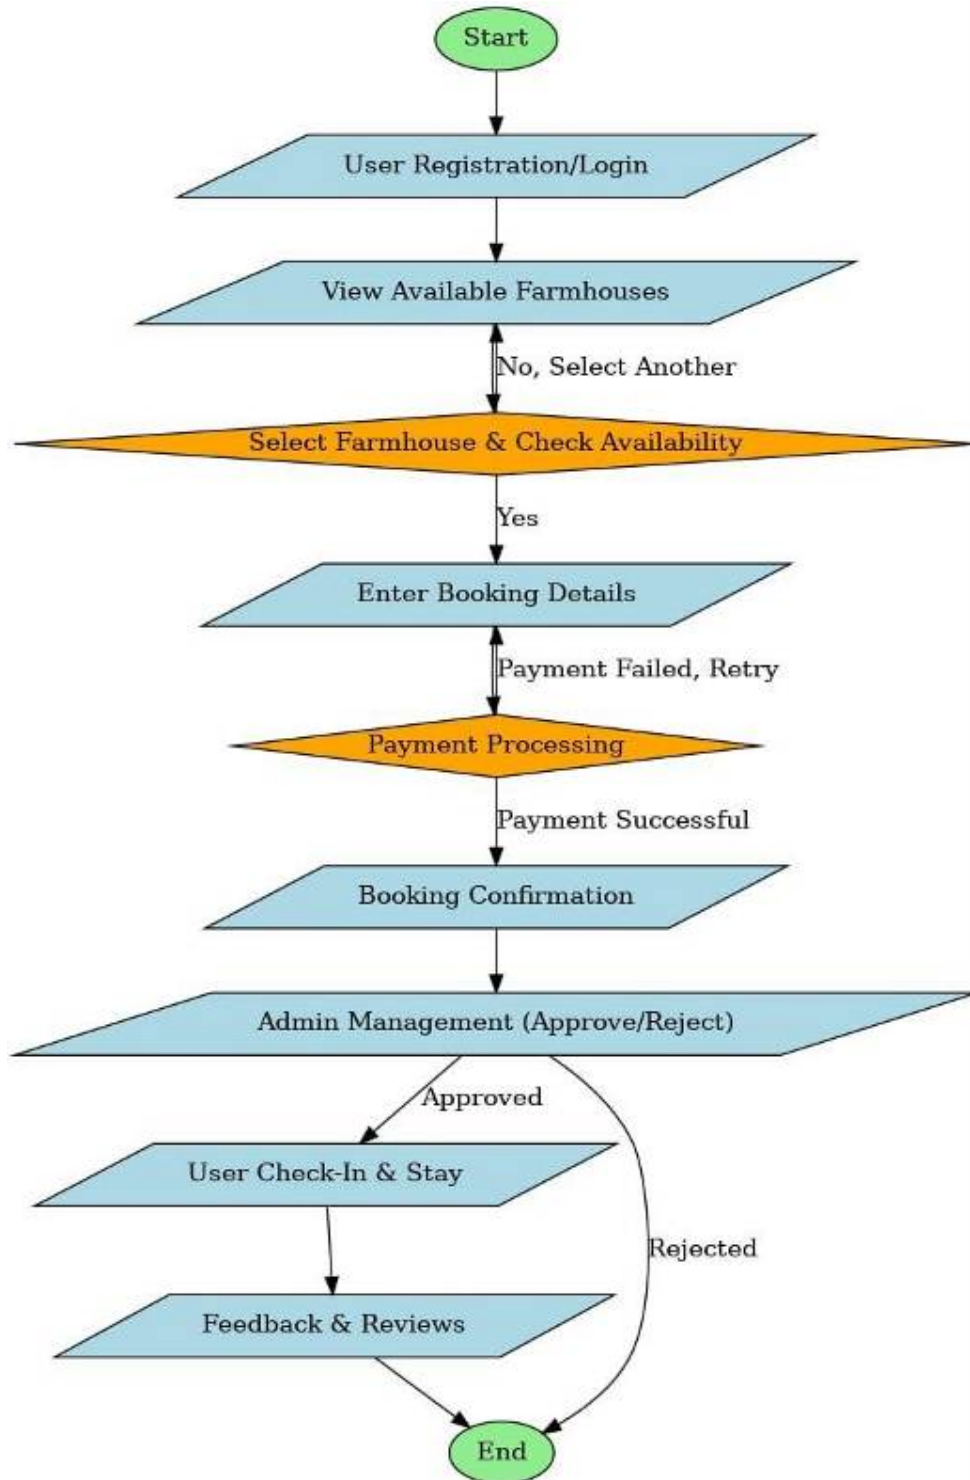 Start
User Registration/Login
View Available Farmhouses
No, Select Another
Select Farmhouse & Check Availability
Yes
Enter Booking Details
Payment Failed, Retry
Payment Processing
Payment Successful
Booking Confirmation
Admin Management (Approve/Reject)
Approved
User Check-In & Stay
Rejected
Feedback & Reviews
End